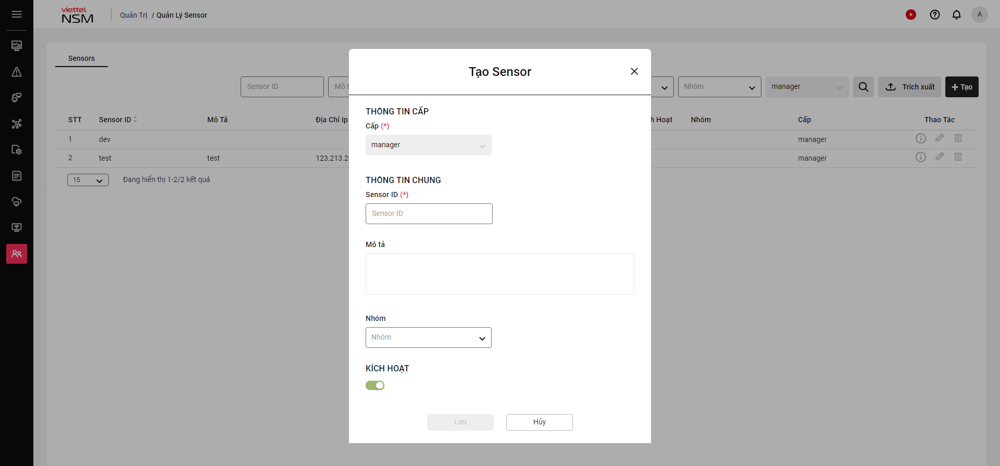 viettel
NSM
Quản Trị / Quản Lý Sensor
A
Sensors
Sensor ID
Mô t
Nhóm
manager
Trích xuất
Tạo
STT
Sensor ID
Mô Tả
Địa Chỉ Ip
h Hoạt
Nhóm
Cấp
Thao Tác
1
dev
manager
2
test
test
123.213.2
manager
15
Đang hiển thị 1-2/2 kết quả
Tạo Sensor
THÔNG TIN CẤP
Cấp (*)
manager
THÔNG TIN CHUNG
Sensor ID (*)
Sensor ID
Mô tả
Nhóm
Nhóm
KÍCH HOẠT
Lưu
Hủy